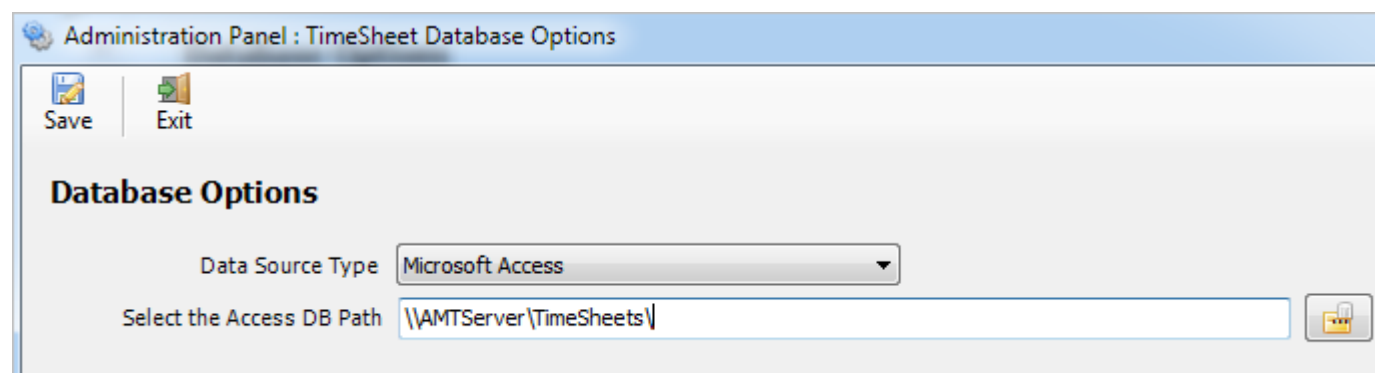 Administration Panel : TimeSheet Database Options
Save Exit
Database Options
Data Source Type Microsoft Access
Select the Access DB Path \\AMTServer\TimeSheets\